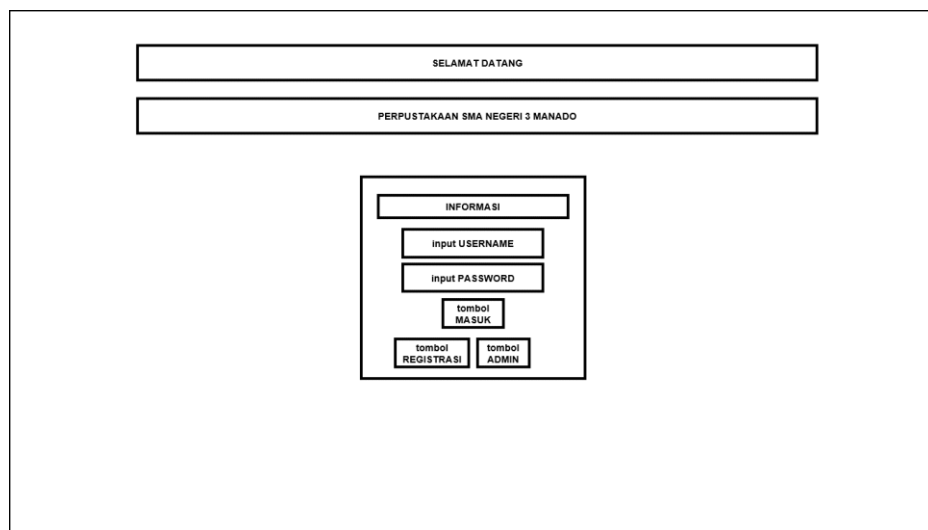 SELAMAT DATANG
PERPUSTAKAAN SMA NEGERI 3 MANADO
INFORMASI
input USERNAME
input PASSWORD
tombol
MASUK
tombol
REGISTRASI
tombol
ADMIN